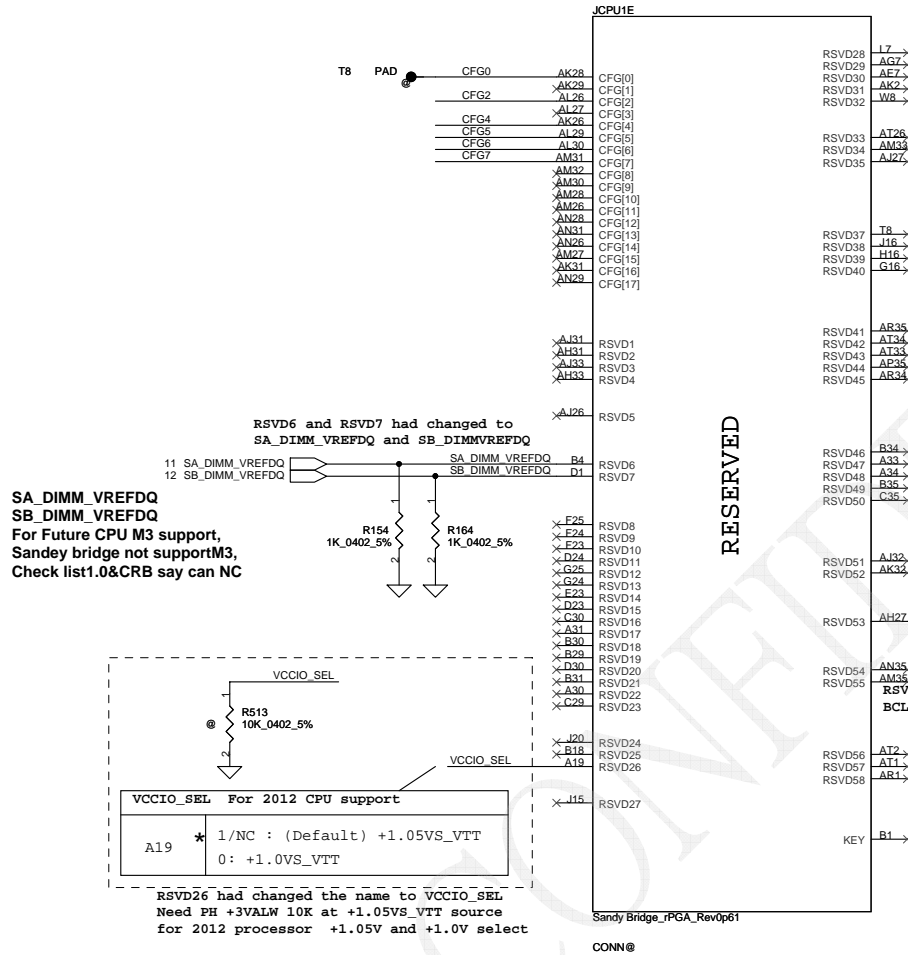 JCPU1E
T8 PAD
@
CFG0 AK28 CFG[0]
AK29 CFG[1]
CFG2 AL26 CFG[2]
AL27 CFG[3]
CFG4 AK26 CFG[4]
CFG5 AL29 CFG[5]
CFG6 AL30 CFG[6]
CFG7 AM31 CFG[7]
AM32 CFG[8]
AM30 CFG[9]
AM28 CFG[10]
AM26 CFG[11]
AN28 CFG[12]
AN31 CFG[13]
AN26 CFG[14]
AM27 CFG[15]
AK31 CFG[16]
AN29 CFG[17]
AJ31 RSVD1
AH31 RSVD2
AJ33 RSVD3
AH33 RSVD4
AJ26 RSVD5
RSVD6 and RSVD7 had changed to
SA_DIMM_VREFDQ and SB_DIMMVREFDQ
11 SA_DIMM_VREFDQ SA_DIMM_VREFDQ B4 RSVD6
12 SB_DIMM_VREFDQ SB_DIMM_VREFDQ D1 RSVD7
SA_DIMM_VREFDQ
SB_DIMM_VREFDQ
For Future CPU M3 support,
Sandey bridge not supportM3,
Check list1.0&CRB say can NC
1
R154
1K_0402_5%
2
1
R164
1K_0402_5%
2
F25 RSVD8
F24 RSVD9
F23 RSVD10
D24 RSVD11
G25 RSVD12
G24 RSVD13
E23 RSVD14
D23 RSVD15
C30 RSVD16
A31 RSVD17
B30 RSVD18
B29 RSVD19
D30 RSVD20
B31 RSVD21
A30 RSVD22
C29 RSVD23
J20 RSVD24
B18 RSVD25
VCCIO_SEL A19 RSVD26
J15 RSVD27
VCCIO_SEL
1
@
R513
10K_0402_5%
2
VCCIO_SEL For 2012 CPU support
A19 * 1/NC : (Default) +1.05VS_VTT
0: +1.0VS_VTT
RSVD26 had changed the name to VCCIO_SEL
Need PH +3VALW 10K at +1.05VS_VTT source
for 2012 processor +1.05V and +1.0V select
RESERVED
RSVD28 L7
RSVD29 AG7
RSVD30 AE7
RSVD31 AK2
RSVD32 W8
RSVD33 AT26
RSVD34 AM33
RSVD35 AJ27
RSVD37 T8
RSVD38 J16
RSVD39 H16
RSVD40 G16
RSVD41 AR35
RSVD42 AT34
RSVD43 AT33
RSVD44 AP35
RSVD45 AR34
RSVD46 B34
RSVD47 A33
RSVD48 A34
RSVD49 B35
RSVD50 C35
RSVD51 AJ32
RSVD52 AK32
RSVD53 AH27
RSVD54 AN35
RSVD55 AM35
RSV
BCL
RSVD56 AT2
RSVD57 AT1
RSVD58 AR1
KEY B1
Sandy Bridge_rPGA_Rev0p61
CONN@